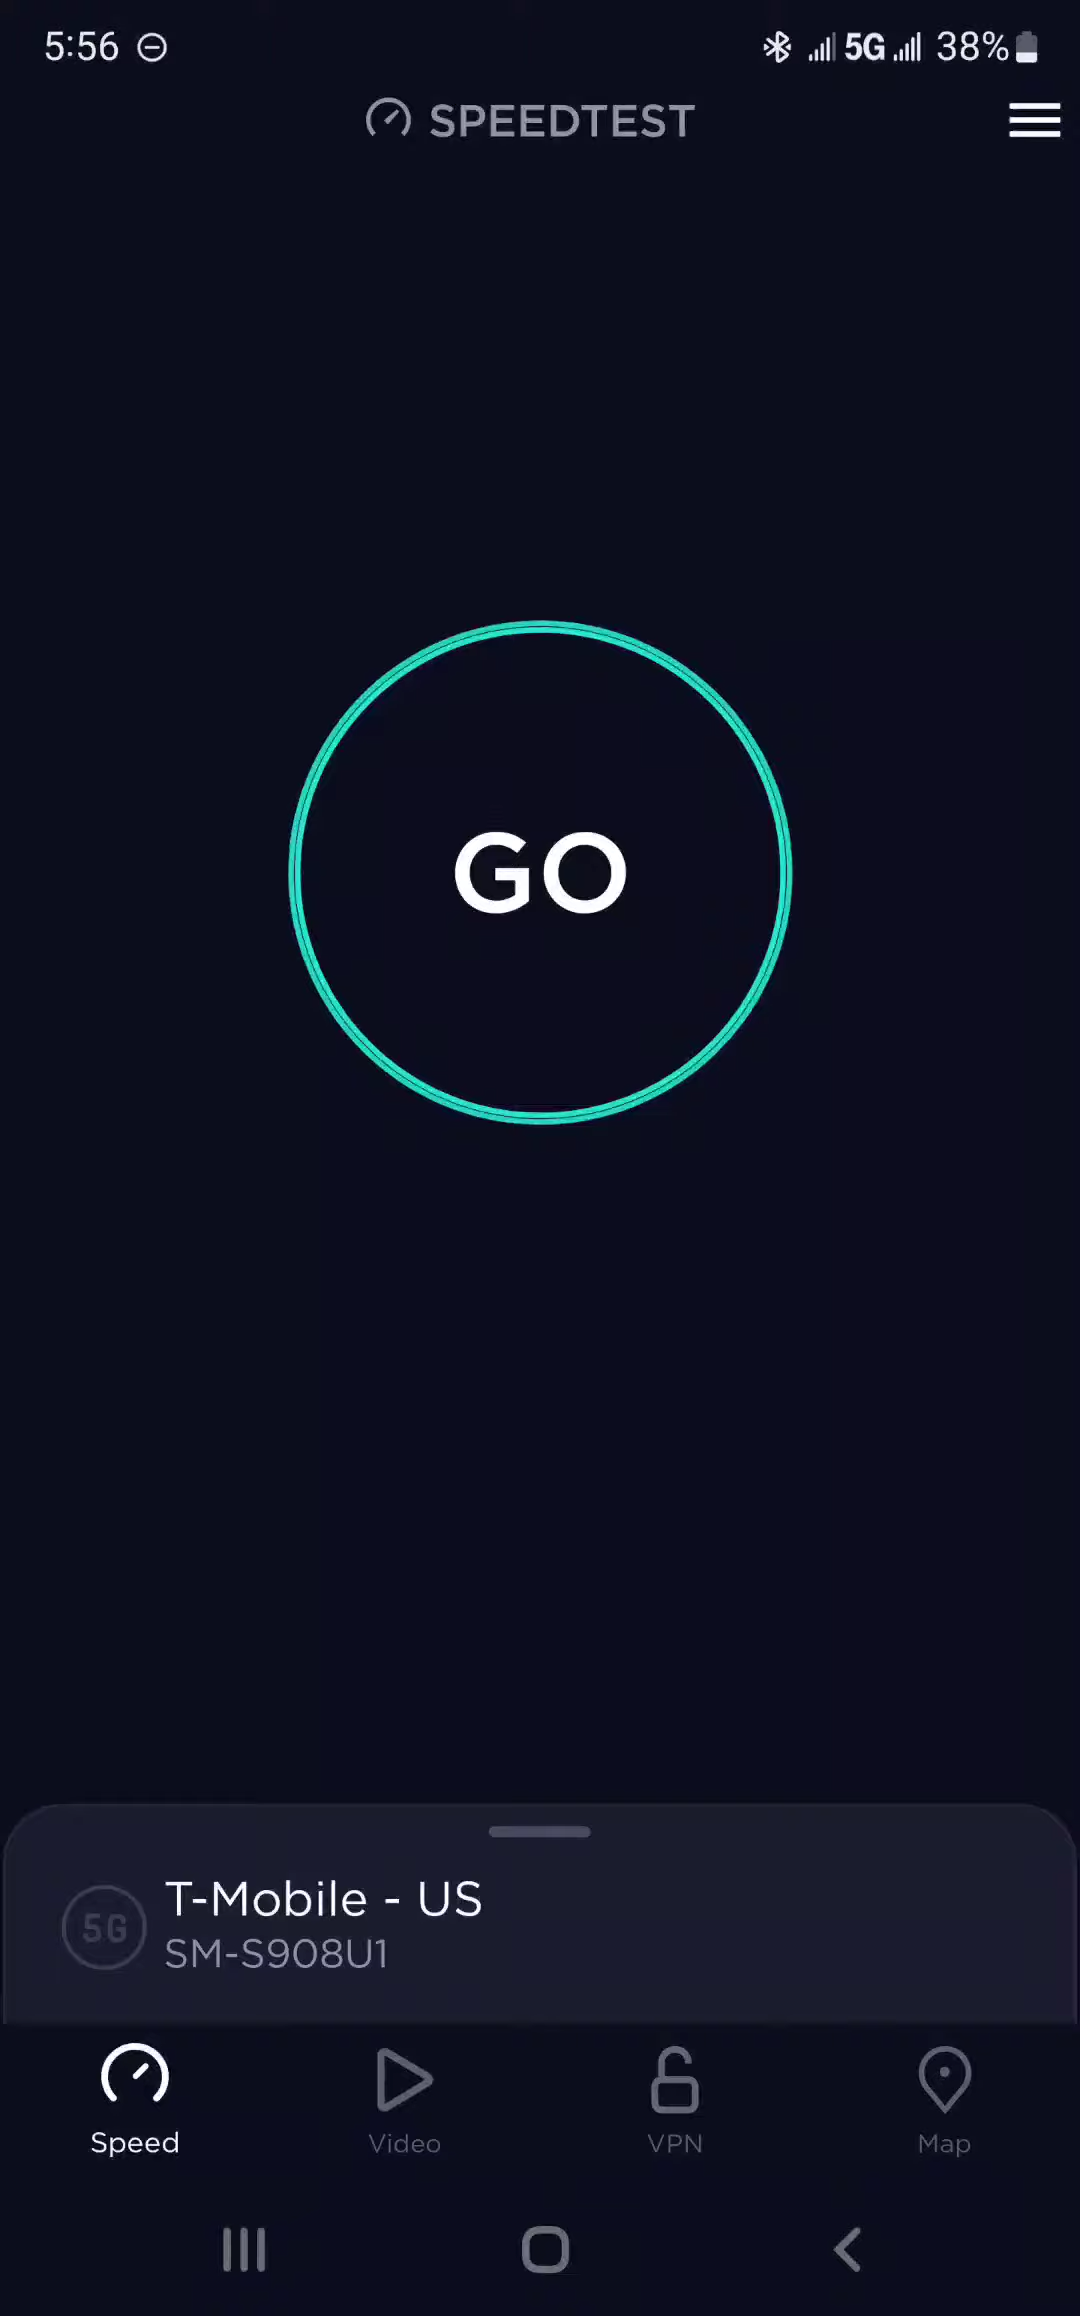 5:56 5G 38%
SPEEDTEST
GO
5G
T-Mobile - US
SM-S908U1
Speed Video VPN Map